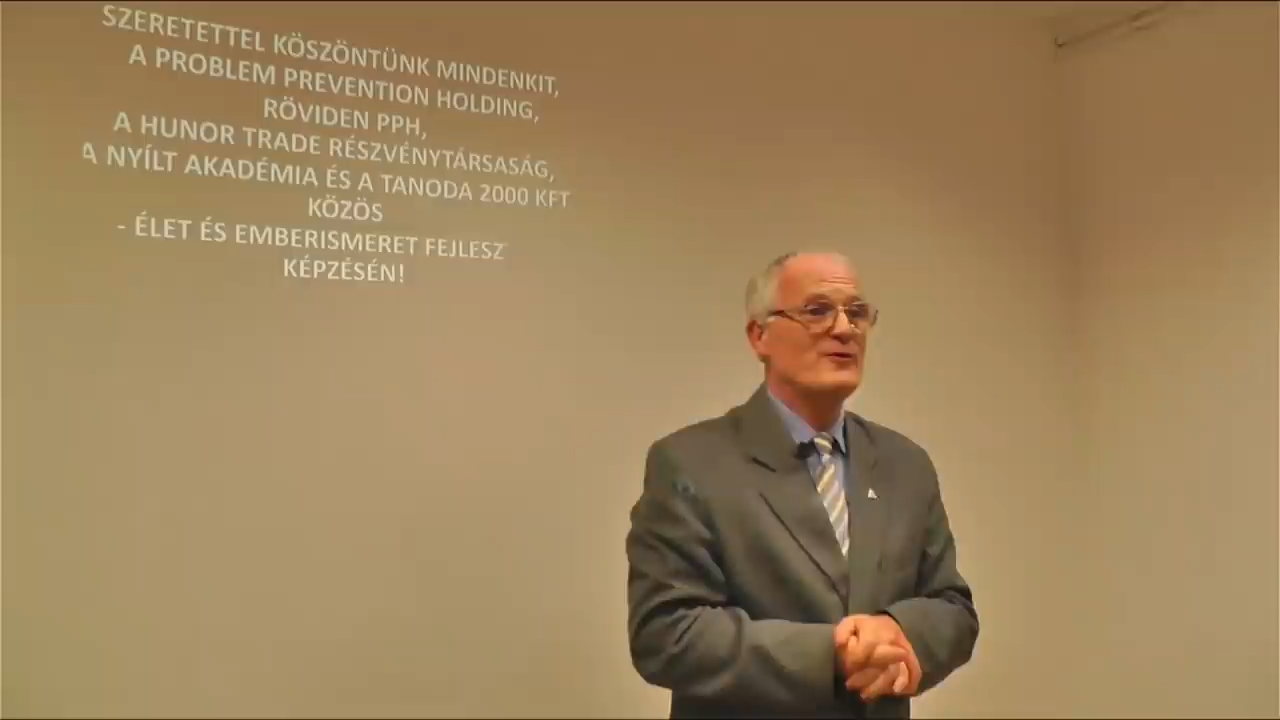 SZERETETTEL KÖSZÖNTÜNK MINDENKIT,
A PROBLEM PREVENTION HOLDING,
RÖVIDEN PPH,
A HUNOR TRADE RÉSZVÉNYTÁRSASÁG,
A NYÍLT AKADÉMIA ÉS A TANODA 2000 KFT
KÖZÖS
- ÉLET ÉS EMBERISMERET FEJLESZ
KÉPZÉSÉN!